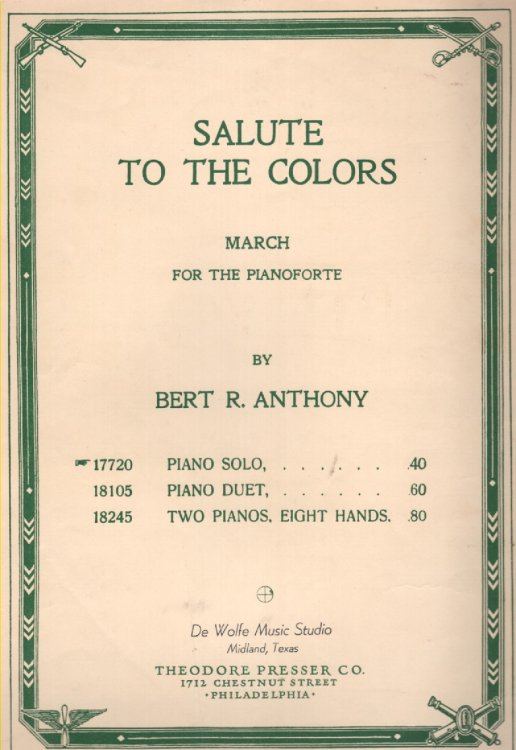 SALUTE
TO THE COLORS
MARCH
FOR THE PIANOFORTE
BY
BERT R. ANTHONY
☛ 17720 PIANO SOLO, . . . . . . .40
18105 PIANO DUET, . . . . . . .60
18245 TWO PIANOS, EIGHT HANDS. .80
De Wolfe Music Studio
Midland, Texas
THEODORE PRESSER CO.
1712 CHESTNUT STREET
·PHILADELPHIA·